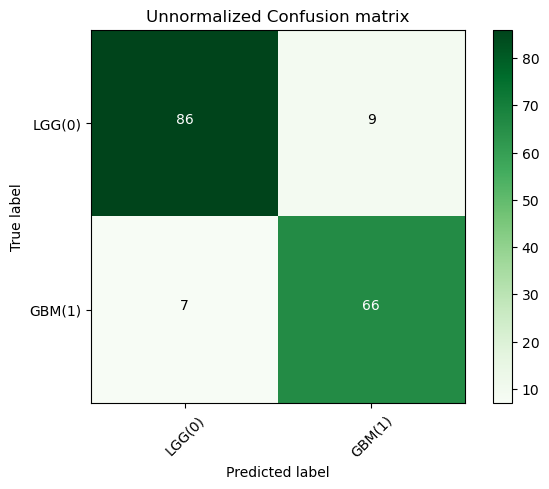 Unnormalized Confusion matrix
True label
LGG(0)
GBM(1)
86
9
7
66
LGG(0)
GBM(1)
Predicted label
80
70
60
50
40
30
20
10